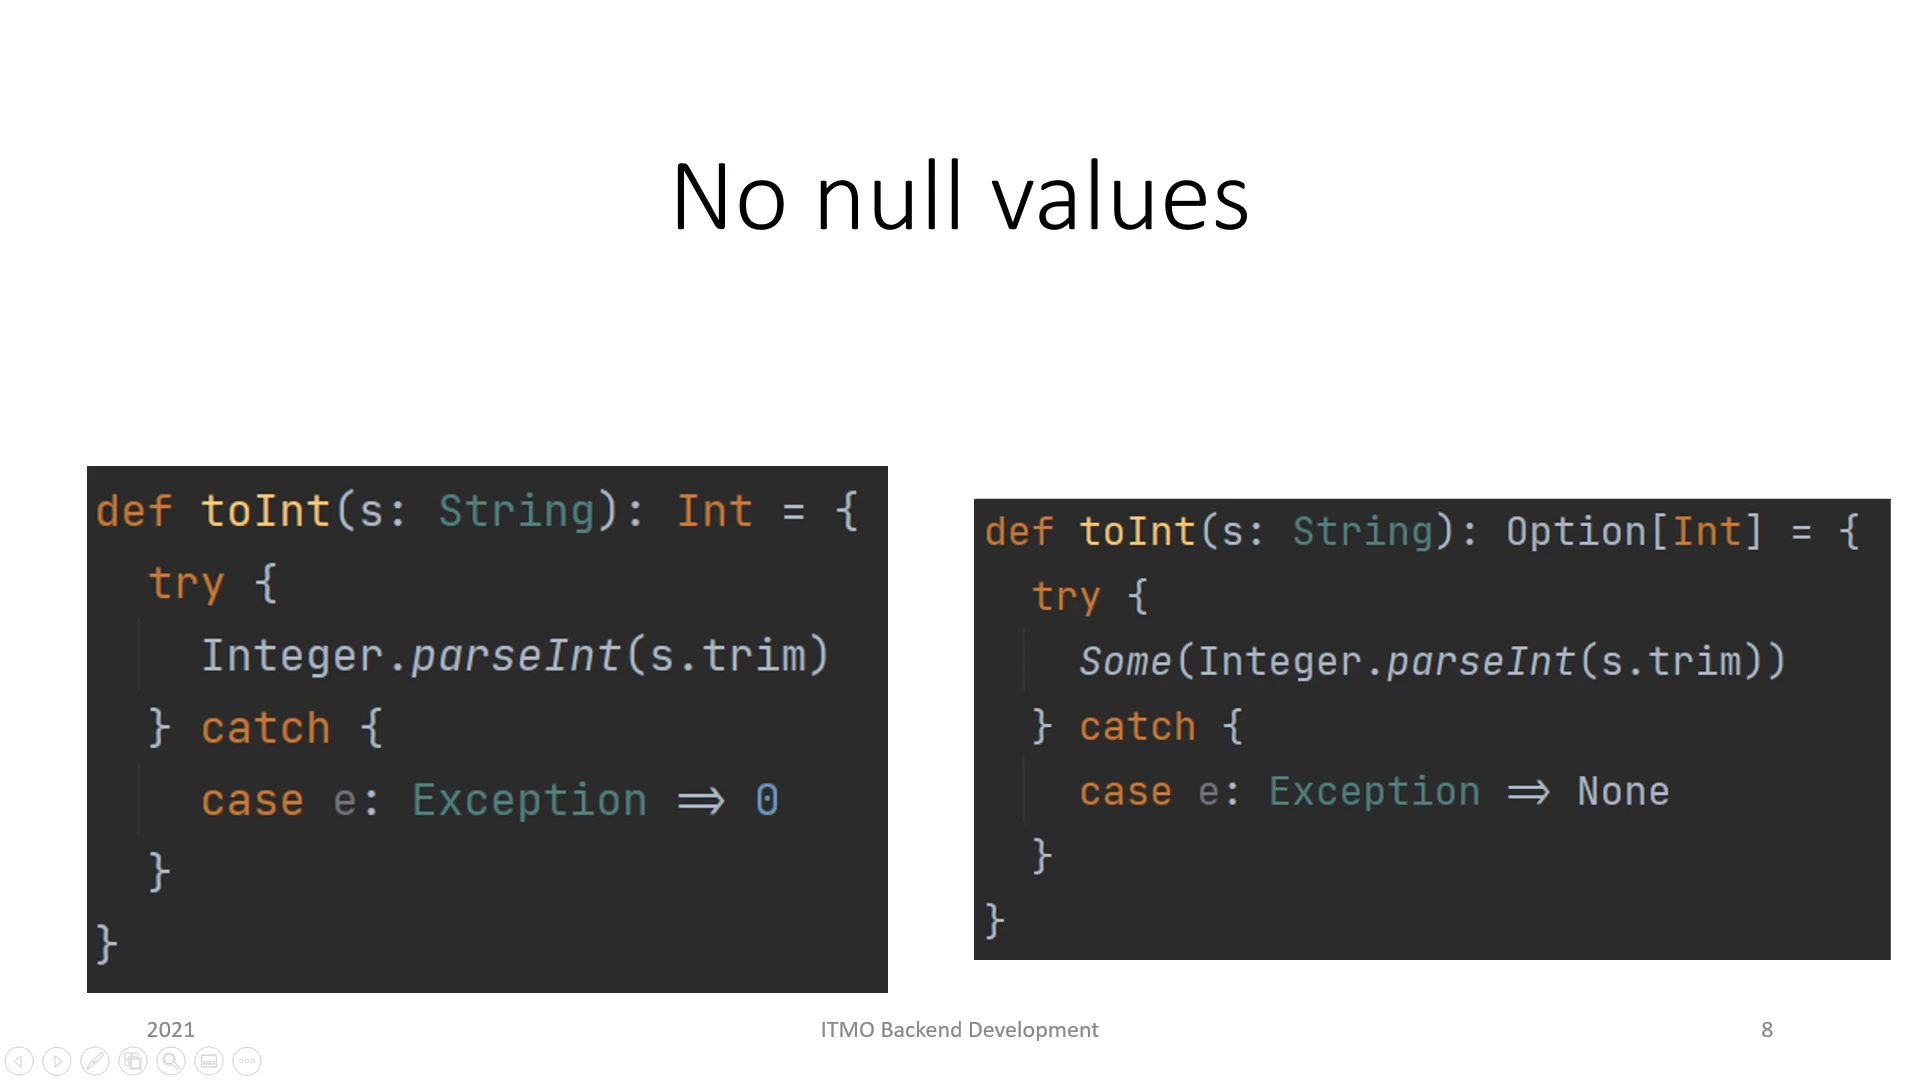 No null values
def toInt(s: String): Int = {
  try {
    Integer.parseInt(s.trim)
  } catch {
    case e: Exception => 0
  }
}
def toInt(s: String): Option[Int] = {
  try {
    Some(Integer.parseInt(s.trim))
  } catch {
    case e: Exception => None
  }
}
2021
ITMO Backend Development
8